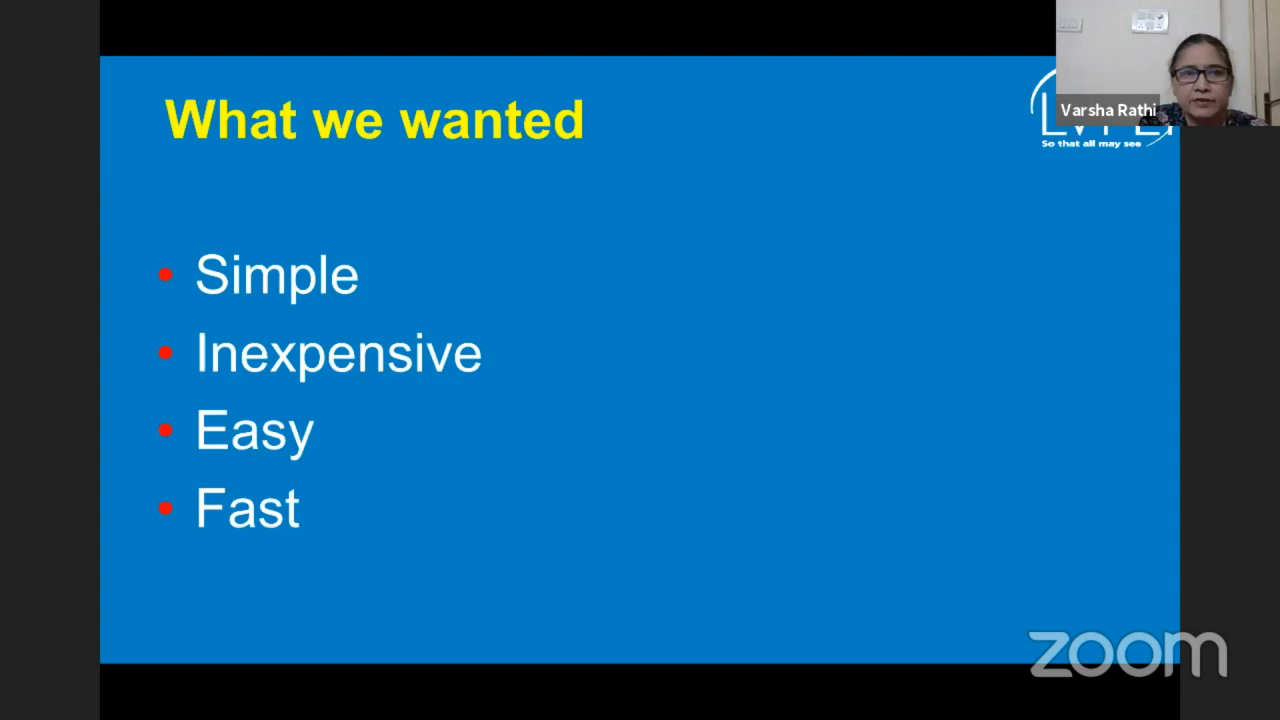 What we wanted
Varsha Rathi
So that all may see
• Simple
• Inexpensive
• Easy
• Fast
zoom